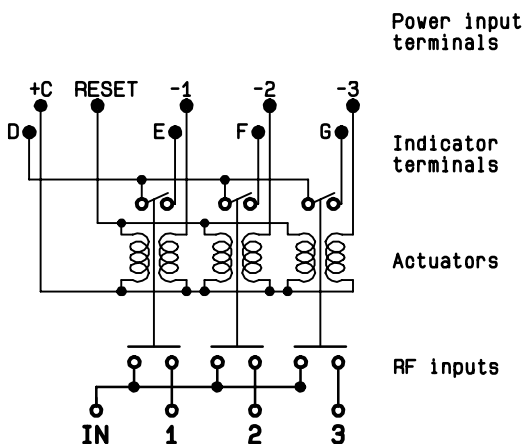 Power input
terminals
+C RESET -1 -2 -3
D E F G
Indicator
terminals
Actuators
RF inputs
IN 1 2 3